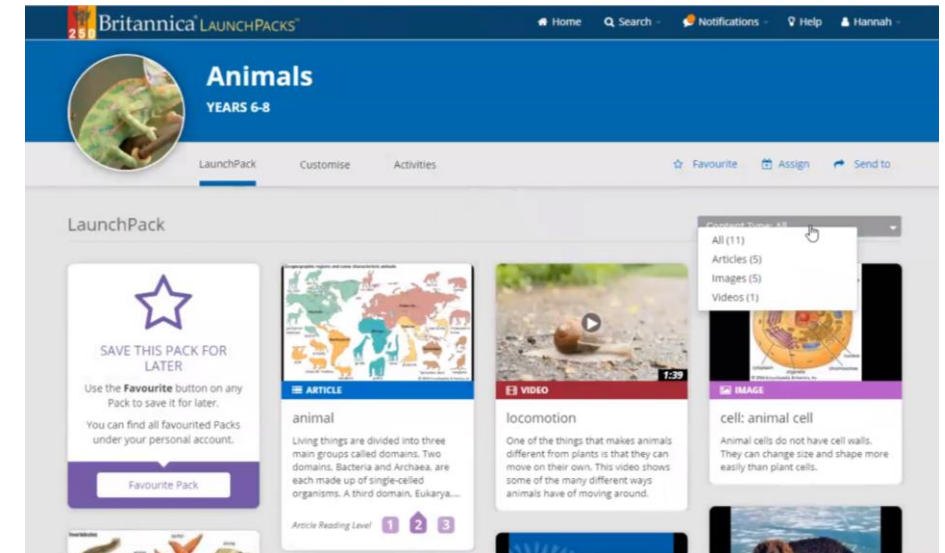 250 Britannica LAUNCHPACKS
Home Search Notifications Help Hannah
Animals
YEARS 6-8
LaunchPack Customise Activities Favourite Assign Send to
LaunchPack
Content Type: All
All (11)
Articles (5)
Images (5)
Videos (1)
SAVE THIS PACK FOR
LATER
Use the Favourite button on any
Pack to save it for later.
You can find all favourited Packs
under your personal account.
Favourite Pack
ARTICLE
animal
Living things are divided into three
main groups called domains. Two
domains, Bacteria and Archaea, are
each made up of single-celled
organisms. A third domain, Eukarya,...
Article Reading Level 1 2 3
1:39
VIDEO
locomotion
One of the things that makes animals
different from plants is that they can
move on their own. This video shows
some of the many different ways
animals have of moving around.
IMAGE
cell: animal cell
Animal cells do not have cell walls.
They can change size and shape more
easily than plant cells.